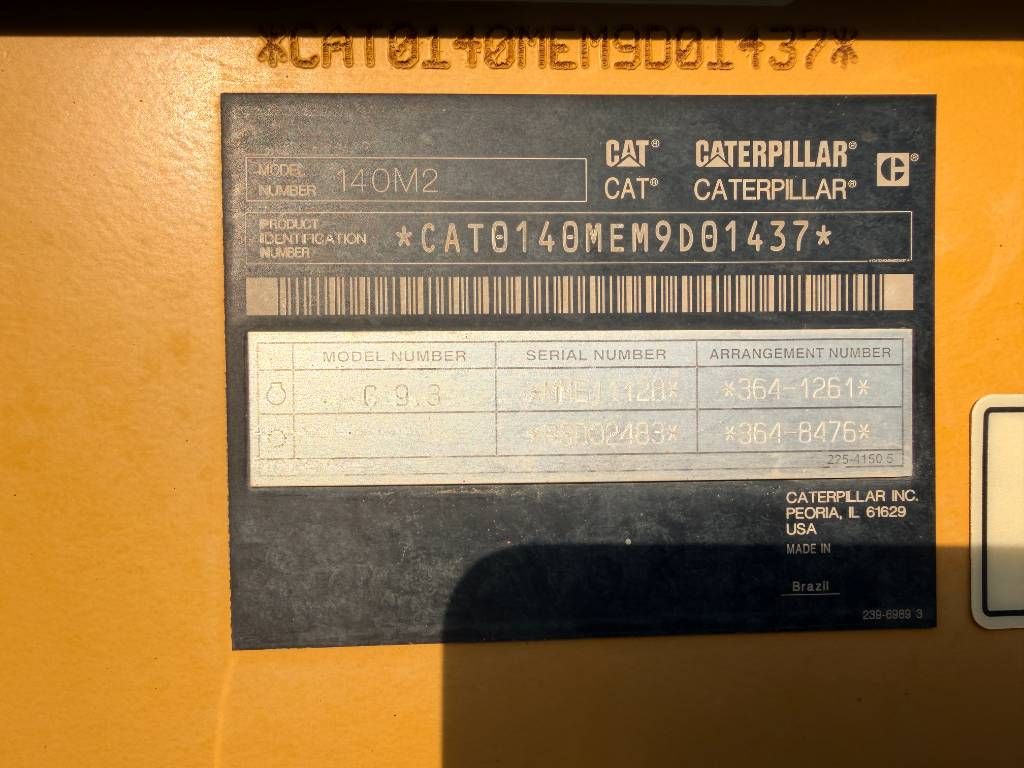 *CAT0140MEM9D01437*
CAT® CATERPILLAR®
MODEL NUMBER 140M2
CAT® CATERPILLAR®
PRODUCT IDENTIFICATION NUMBER *CAT0140MEM9D01437*
MODEL NUMBER SERIAL NUMBER ARRANGEMENT NUMBER
C9.3 *364-1261*
*364-8476*
225-4150 5
CATERPILLAR INC.
PEORIA, IL 61629
USA
MADE IN
Brazil
239-6989 3